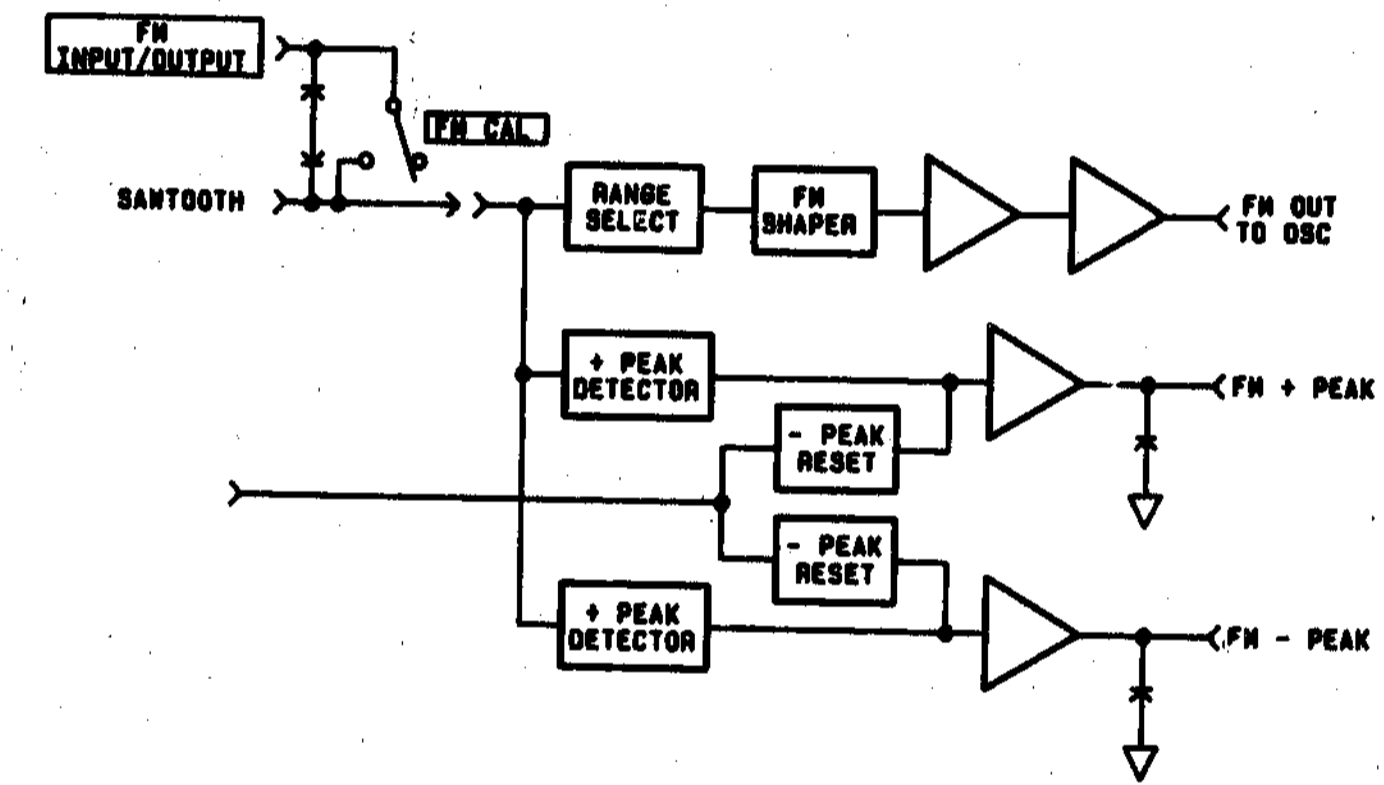 FM
INPUT/OUTPUT
FM CAL
SAWTOOTH
RANGE
SELECT
FM
SHAPER
FM OUT
TO OSC
+ PEAK
DETECTOR
FM + PEAK
- PEAK
RESET
- PEAK
RESET
+ PEAK
DETECTOR
FM - PEAK